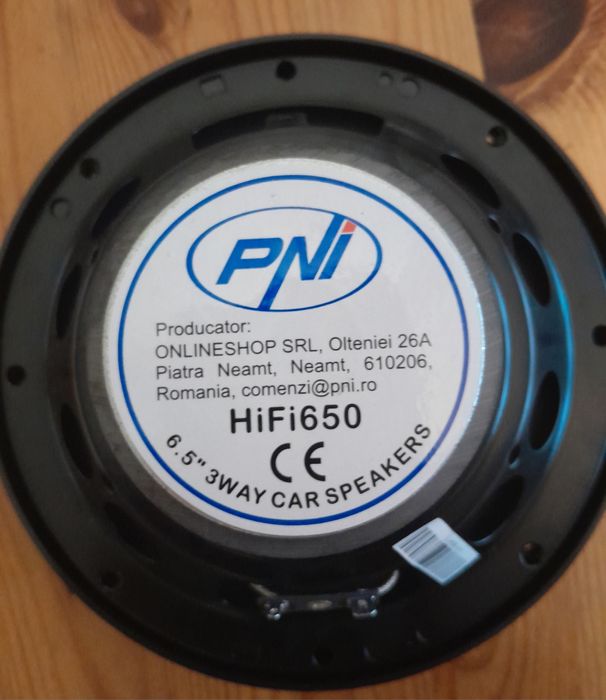 PNI
Producator:
ONLINESHOP SRL, Olteniei 26A
Piatra Neamt, Neamt, 610206,
Romania, comenzi@pni.ro
HiFi650
CE
6.5" 3WAY CAR SPEAKERS